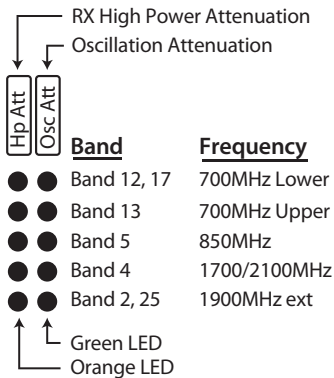 RX High Power Attenuation
Oscillation Attenuation
Hp Att
Osc Att
Band Frequency
Band 12, 17 700MHz Lower
Band 13 700MHz Upper
Band 5 850MHz
Band 4 1700/2100MHz
Band 2, 25 1900MHz ext
Green LED
Orange LED